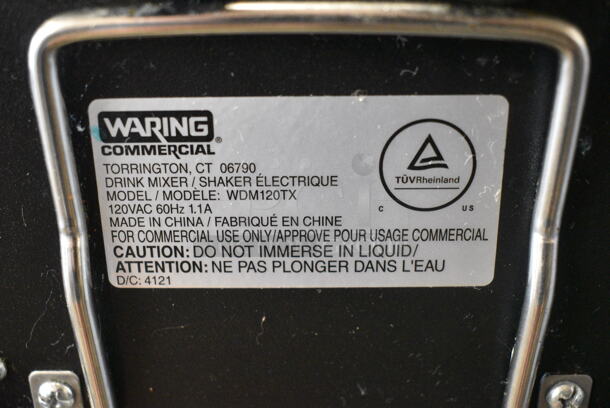 WARING
COMMERCIAL®
TORRINGTON, CT 06790
DRINK MIXER / SHAKER ÉLECTRIQUE
MODEL / MODÈLE: WDM120TX
120VAC 60Hz 1.1A
MADE IN CHINA / FABRIQUÉ EN CHINE
FOR COMMERCIAL USE ONLY/APPROVE POUR USAGE COMMERCIAL
CAUTION: DO NOT IMMERSE IN LIQUID/
ATTENTION: NE PAS PLONGER DANS L'EAU
D/C: 4121
TÜVRheinland
C US